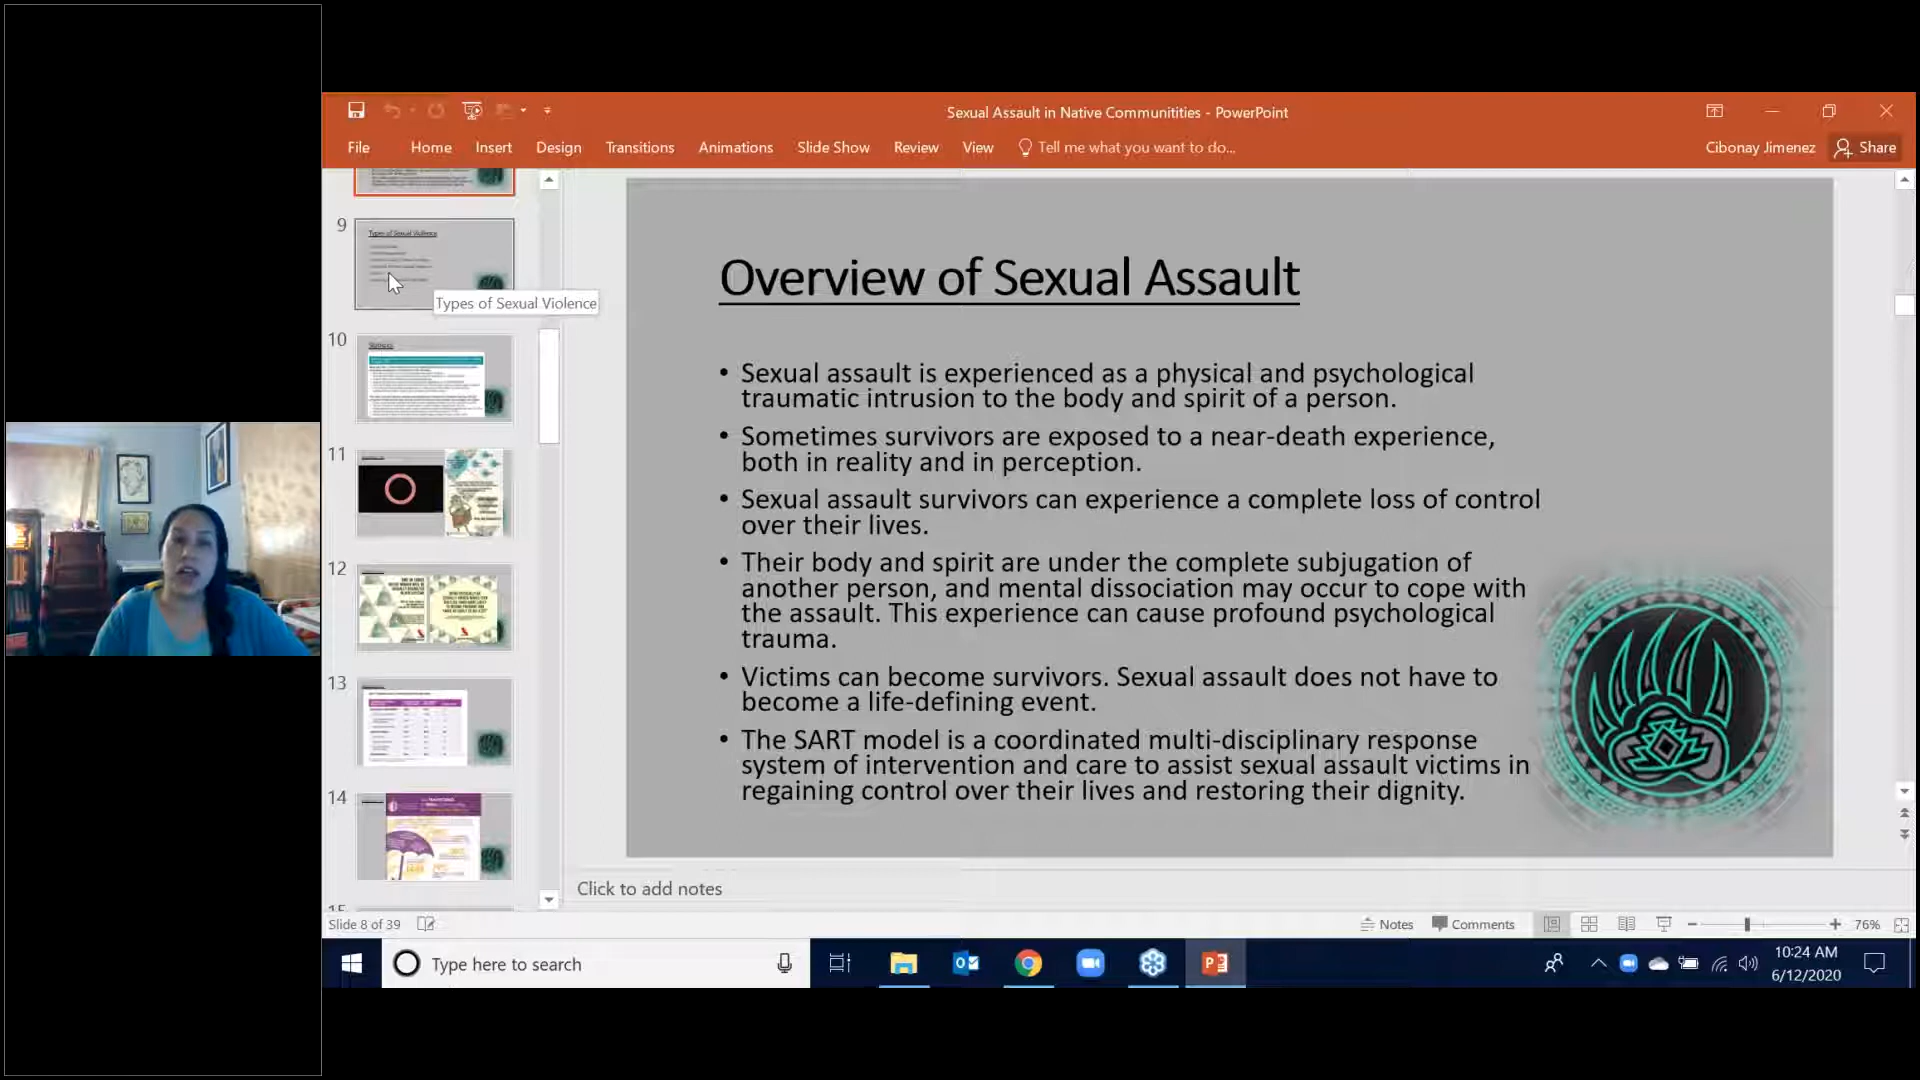 Sexual Assault in Native Communitities - PowerPoint
File Home Insert Design Transitions Animations Slide Show Review View Tell me what you want to do...
Cibonay Jimenez Share
9
Types of Sexual Violence
Types of Sexual Violence
10
Statistics
11
12
13
14
15
Overview of Sexual Assault
• Sexual assault is experienced as a physical and psychological
traumatic intrusion to the body and spirit of a person.
• Sometimes survivors are exposed to a near-death experience,
both in reality and in perception.
• Sexual assault survivors can experience a complete loss of control
over their lives.
• Their body and spirit are under the complete subjugation of
another person, and mental dissociation may occur to cope with
the assault. This experience can cause profound psychological
trauma.
• Victims can become survivors. Sexual assault does not have to
become a life-defining event.
• The SART model is a coordinated multi-disciplinary response
system of intervention and care to assist sexual assault victims in
regaining control over their lives and restoring their dignity.
Click to add notes
Slide 8 of 39
Notes Comments 76%
Type here to search
10:24 AM
6/12/2020